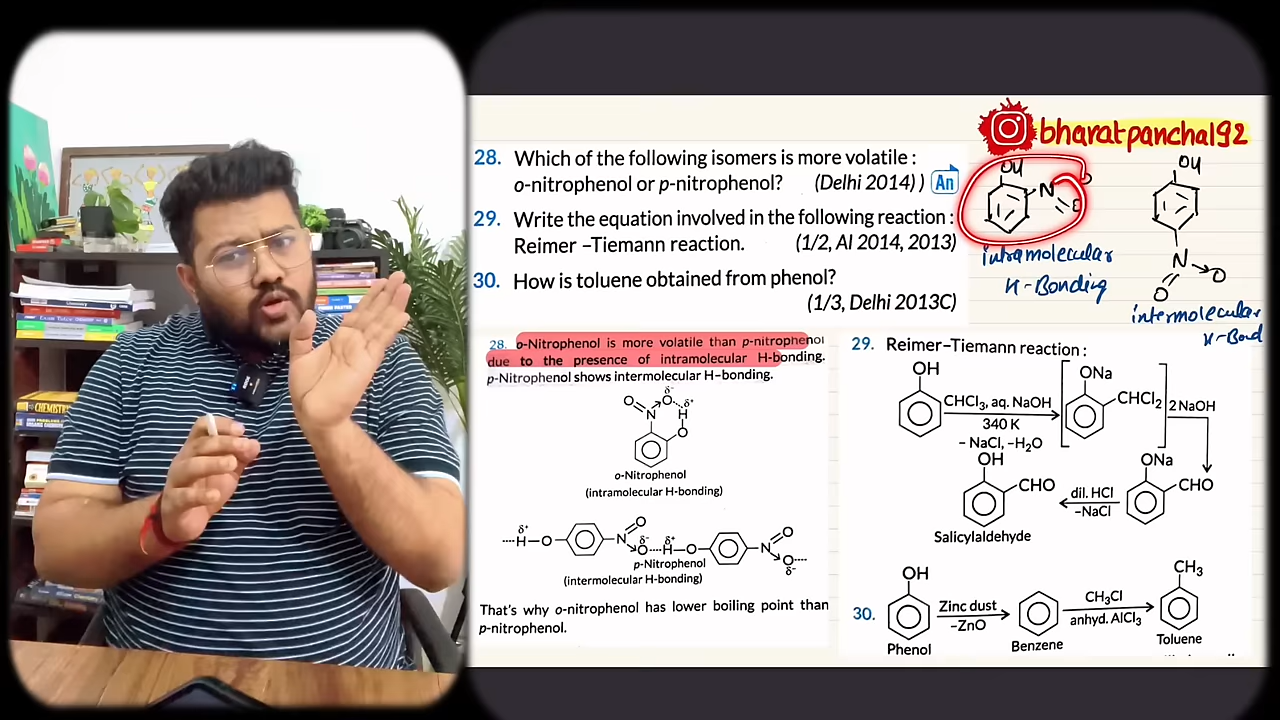 bharatpanchal92
28. Which of the following isomers is more volatile :
o-nitrophenol or p-nitrophenol? (Delhi 2014) ) An
29. Write the equation involved in the following reaction :
Reimer –Tiemann reaction. (1/2, AI 2014, 2013)
30. How is toluene obtained from phenol?
(1/3, Delhi 2013C)
OH
N
O
intramolecular
H-Bonding
OH
N
O
O
intermolecular
H-Bond
28. o-Nitrophenol is more volatile than p-nitrophenol
due to the presence of intramolecular H-bonding.
p-Nitrophenol shows intermolecular H–bonding.
δ⁻
O O δ⁺
N H
O
o-Nitrophenol
(intramolecular H-bonding)
δ⁺ O δ⁻ δ⁺ O
H–O N O H–O N O
δ⁻
p-Nitrophenol
(intermolecular H-bonding)
That's why o-nitrophenol has lower boiling point than
p-nitrophenol.
29. Reimer–Tiemann reaction :
OH ONa
CHCl₃, aq. NaOH CHCl₂ 2 NaOH
340 K
– NaCl, –H₂O
OH ONa
CHO dil. HCl CHO
–NaCl
Salicylaldehyde
30. OH CH₃
Zinc dust CH₃Cl
–ZnO anhyd. AlCl₃
Phenol Benzene Toluene